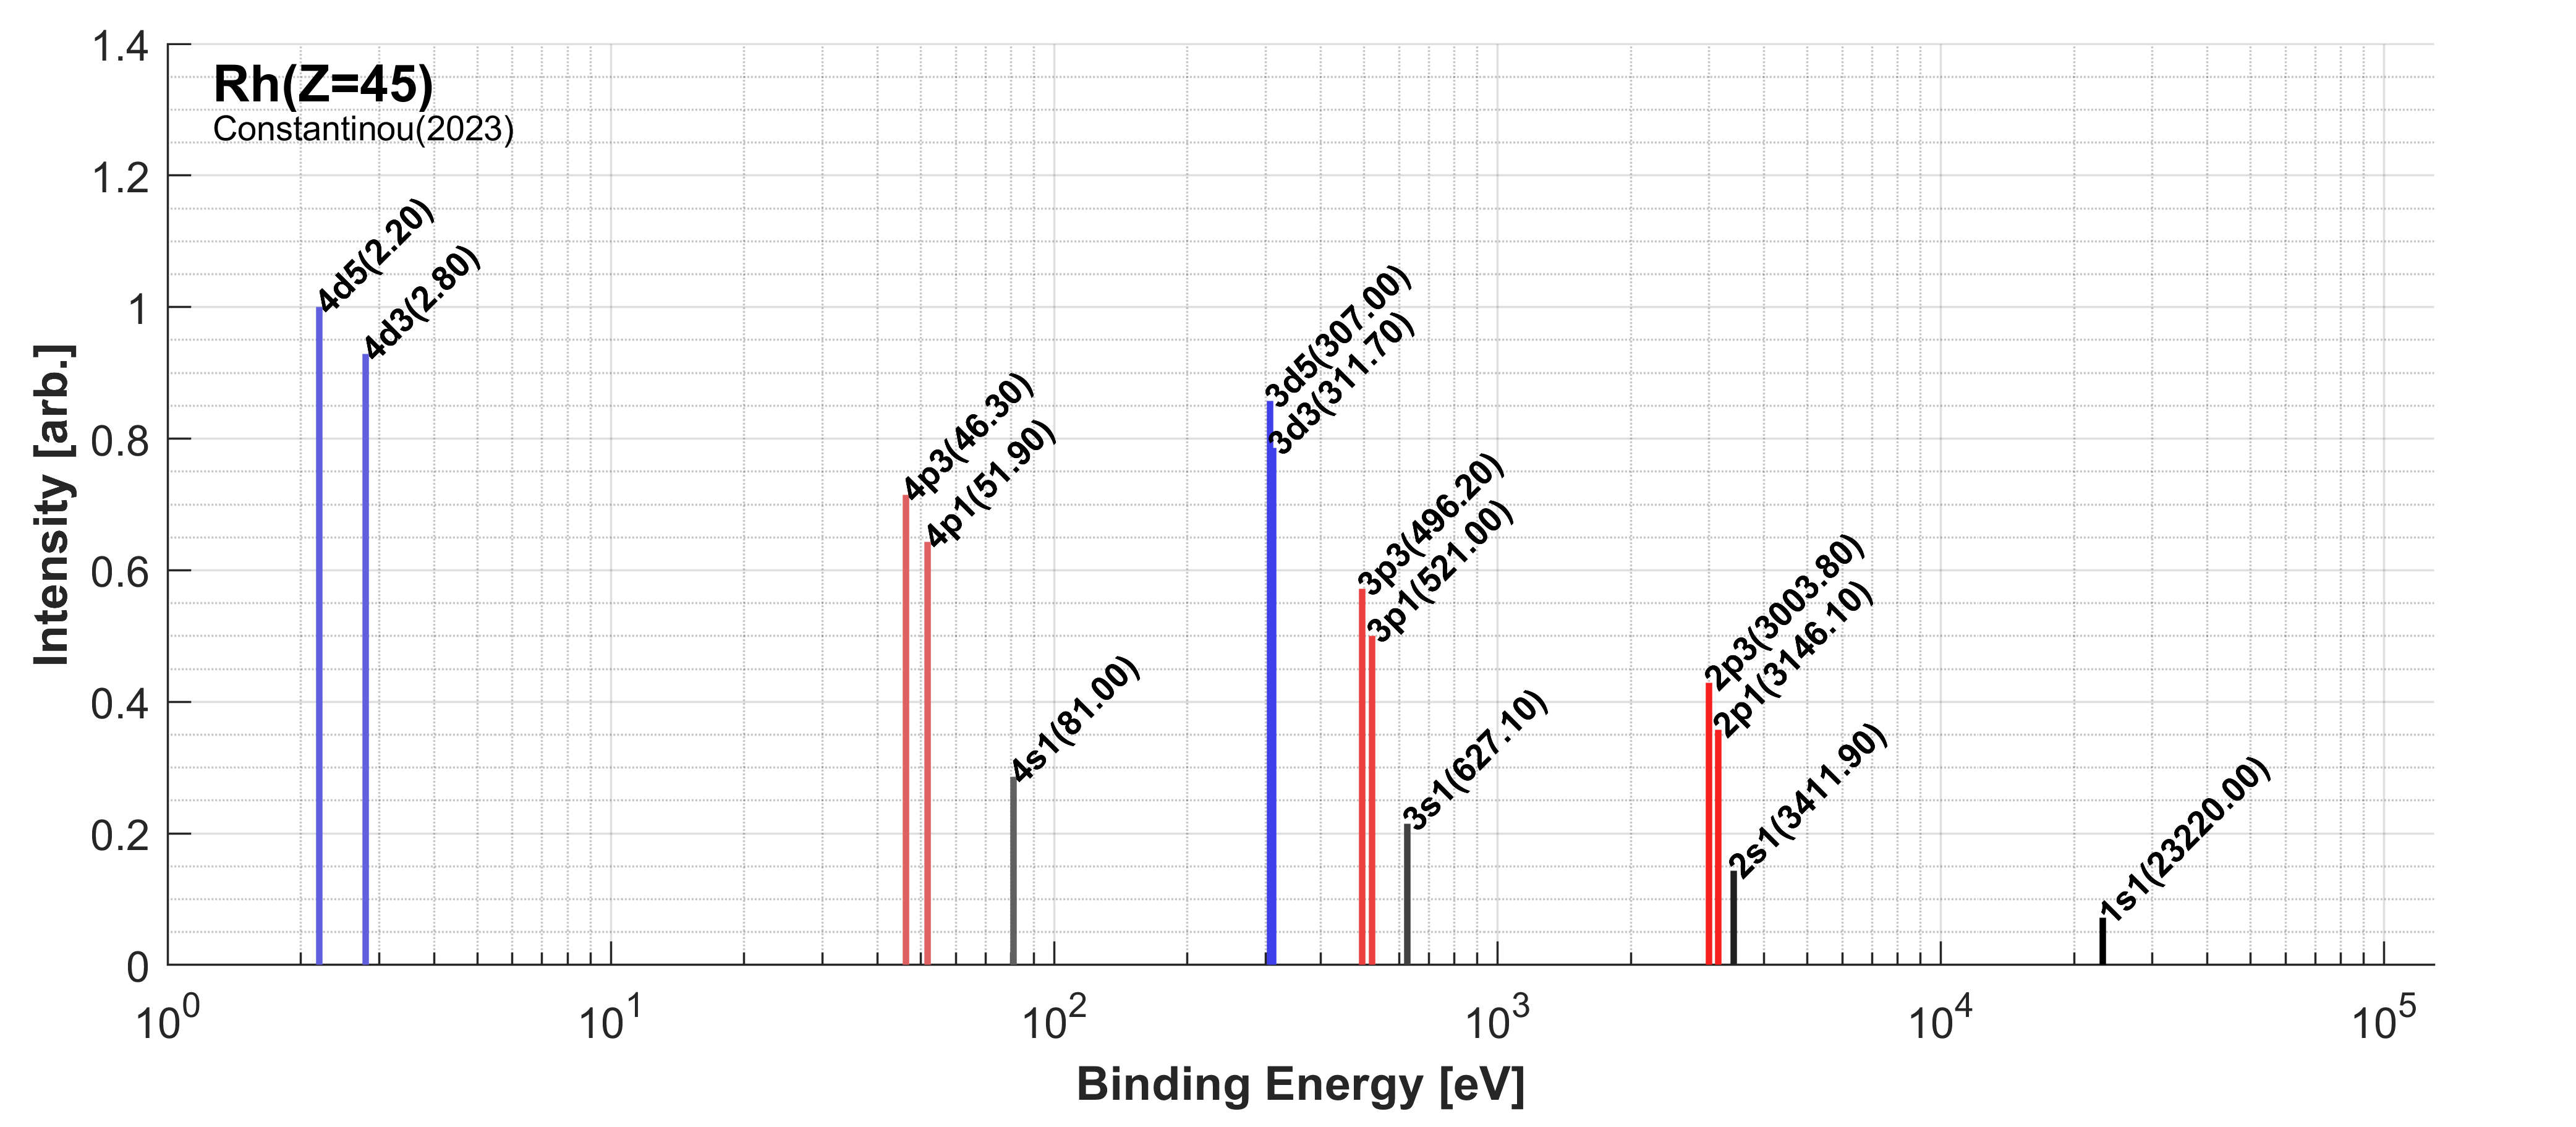 Rh(Z=45)
Constantinou(2023)
1.4
1.2
1
0.8
0.6
0.4
0.2
0
Intensity [arb.]
4d5(2.20)
4d3(2.80)
4p3(46.30)
4p1(51.90)
4s1(81.00)
3d5(307.00)
3d3(311.70)
3p3(496.20)
3p1(521.00)
3s1(627.10)
2p3(3003.80)
2p1(3146.10)
2s1(3411.90)
1s1(23220.00)
10^0 10^1 10^2 10^3 10^4 10^5
Binding Energy [eV]